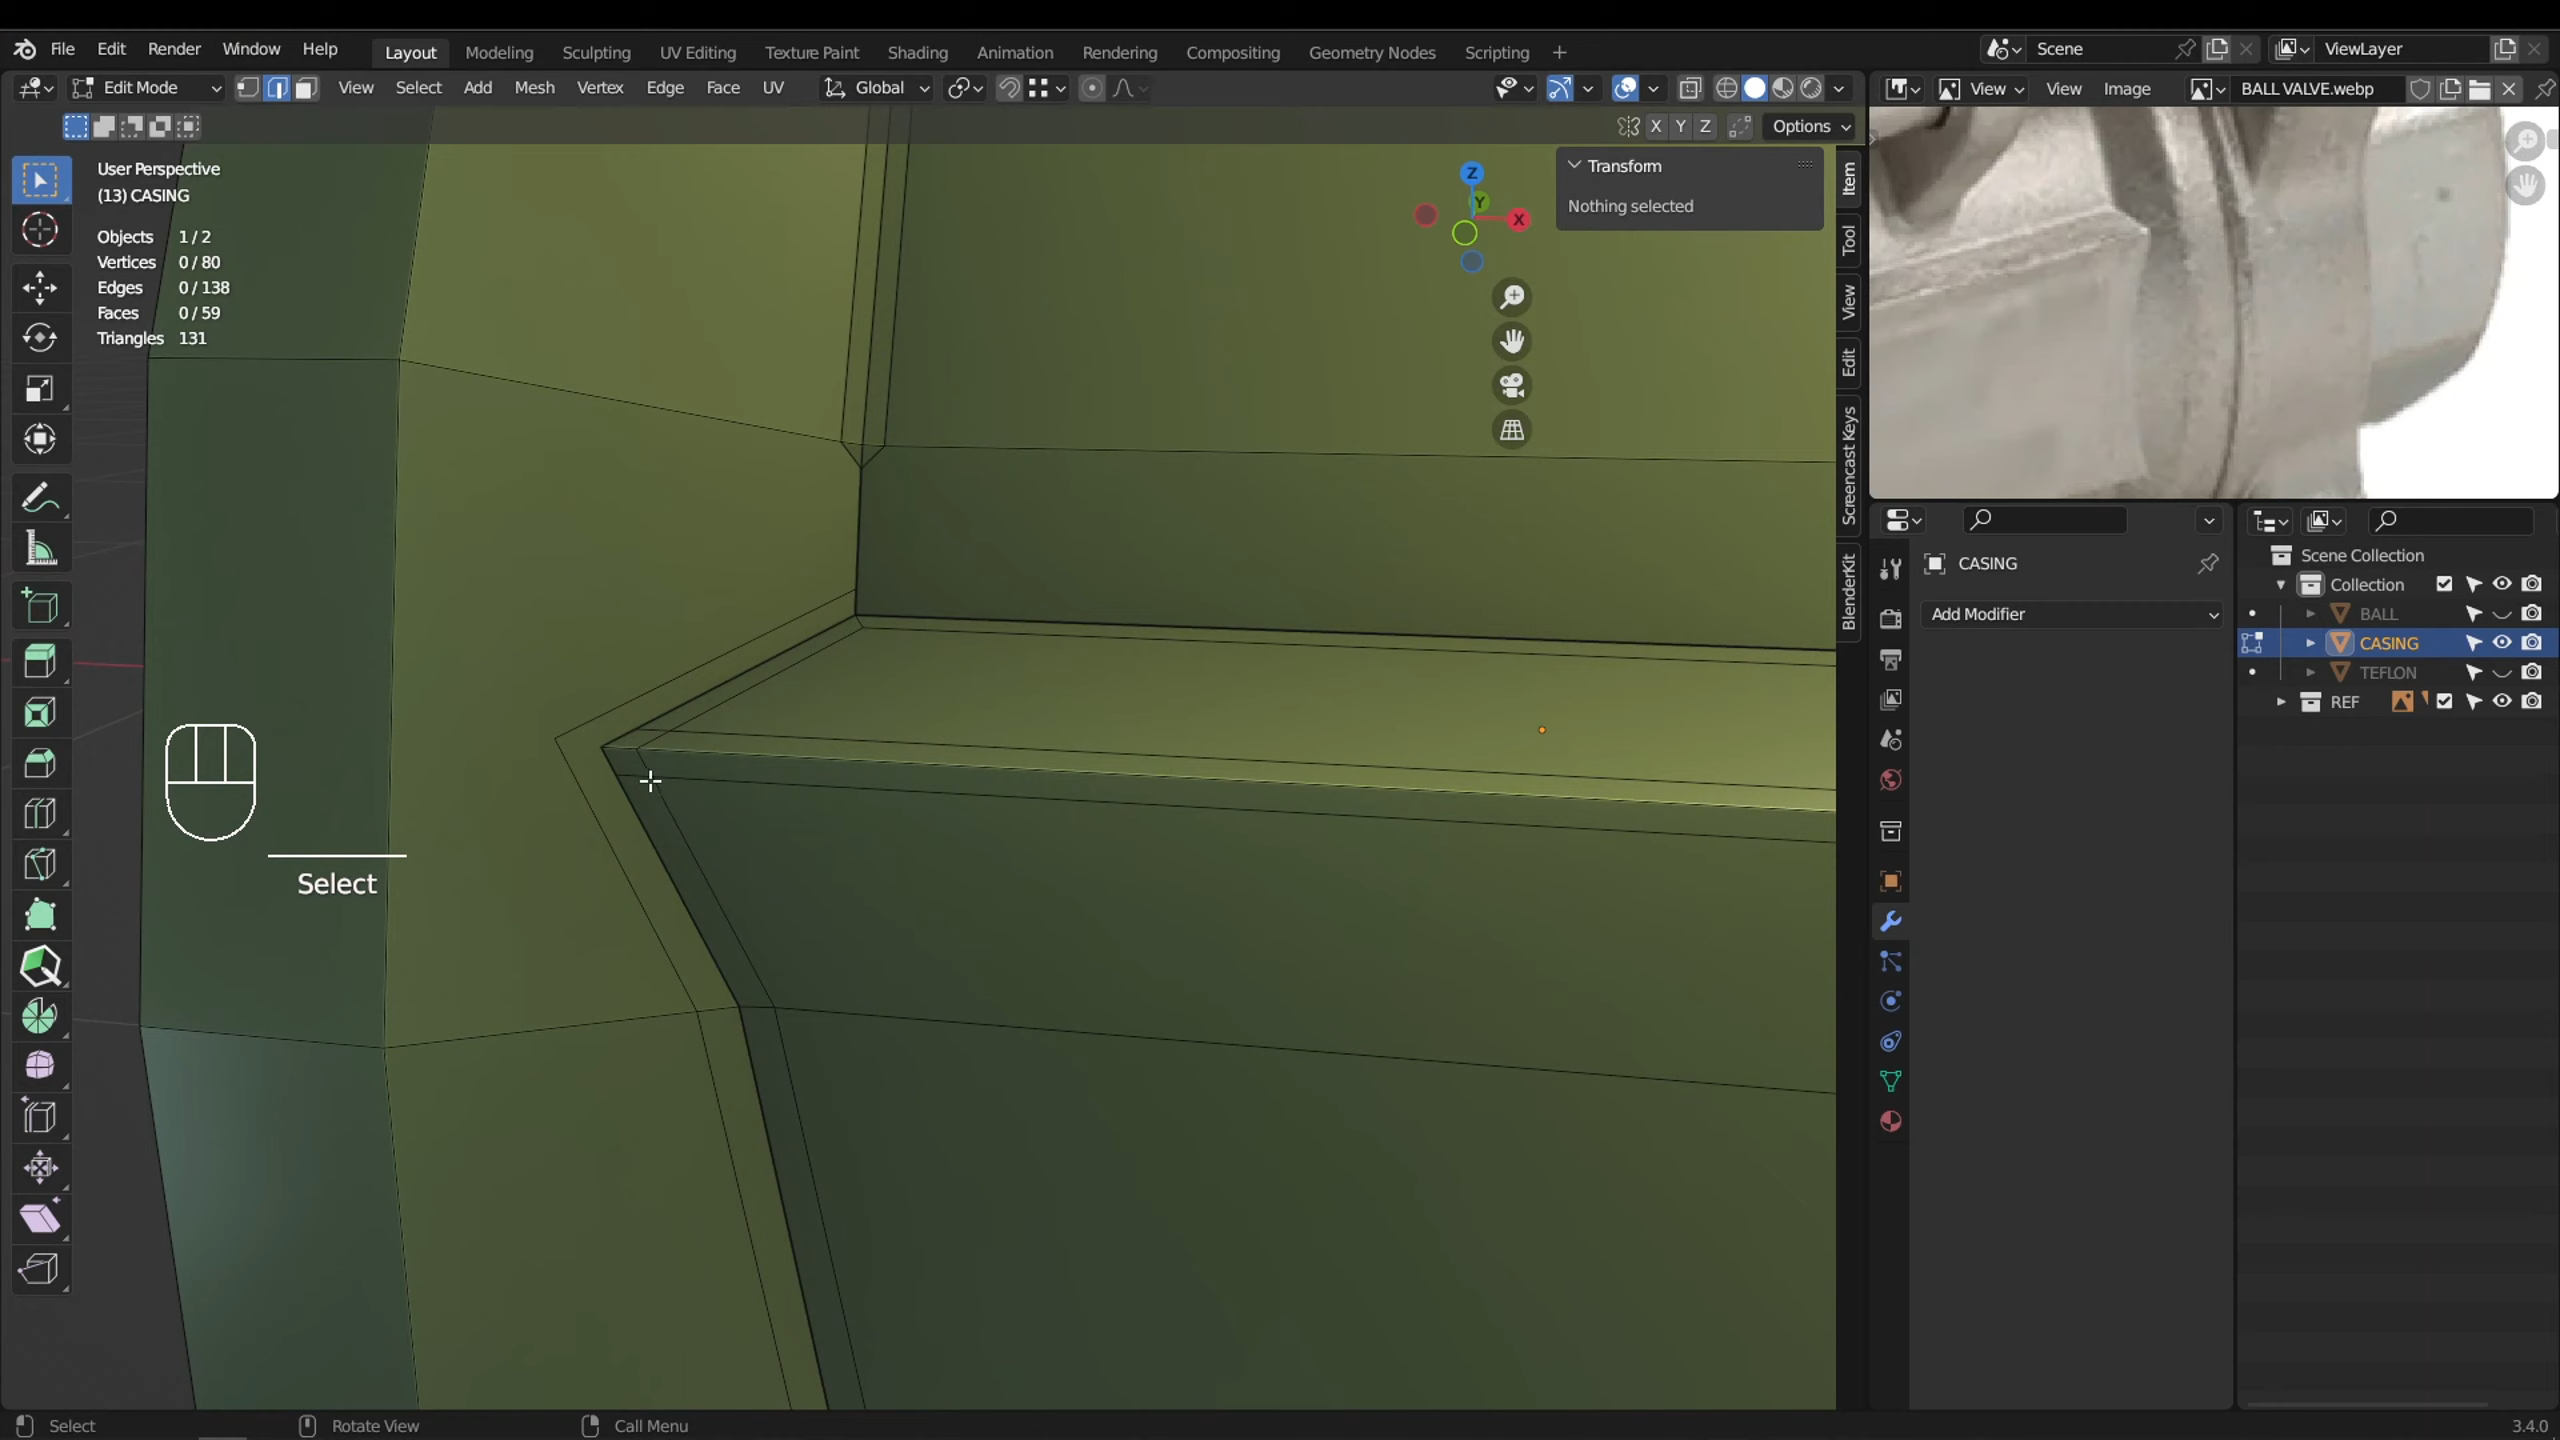 File Edit Render Window Help Layout Modeling Sculpting UV Editing Texture Paint Shading Animation Rendering Compositing Geometry Nodes Scripting + Scene ViewLayer
Edit Mode View Select Add Mesh Vertex Edge Face UV Global View View Image BALL VALVE.webp
X Y Z Options
User Perspective
(13) CASING
Objects 1 / 2
Vertices 0 / 80
Edges 0 / 138
Faces 0 / 59
Triangles 131
Z
Y
X
Transform
Nothing selected
Item
Tool
View
Edit
Screencast Keys
BlenderKit
Select
CASING
Add Modifier
Scene Collection
Collection
BALL
CASING
TEFLON
REF
Select Rotate View Call Menu 3.4.0